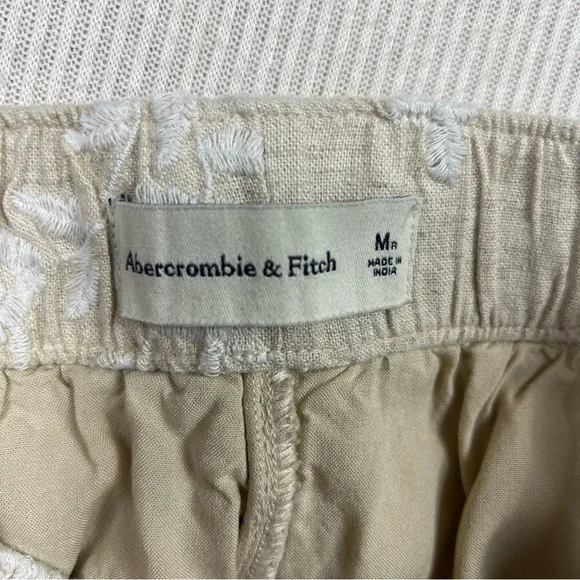 Abercrombie & Fitch
MR
MADE IN
INDIA